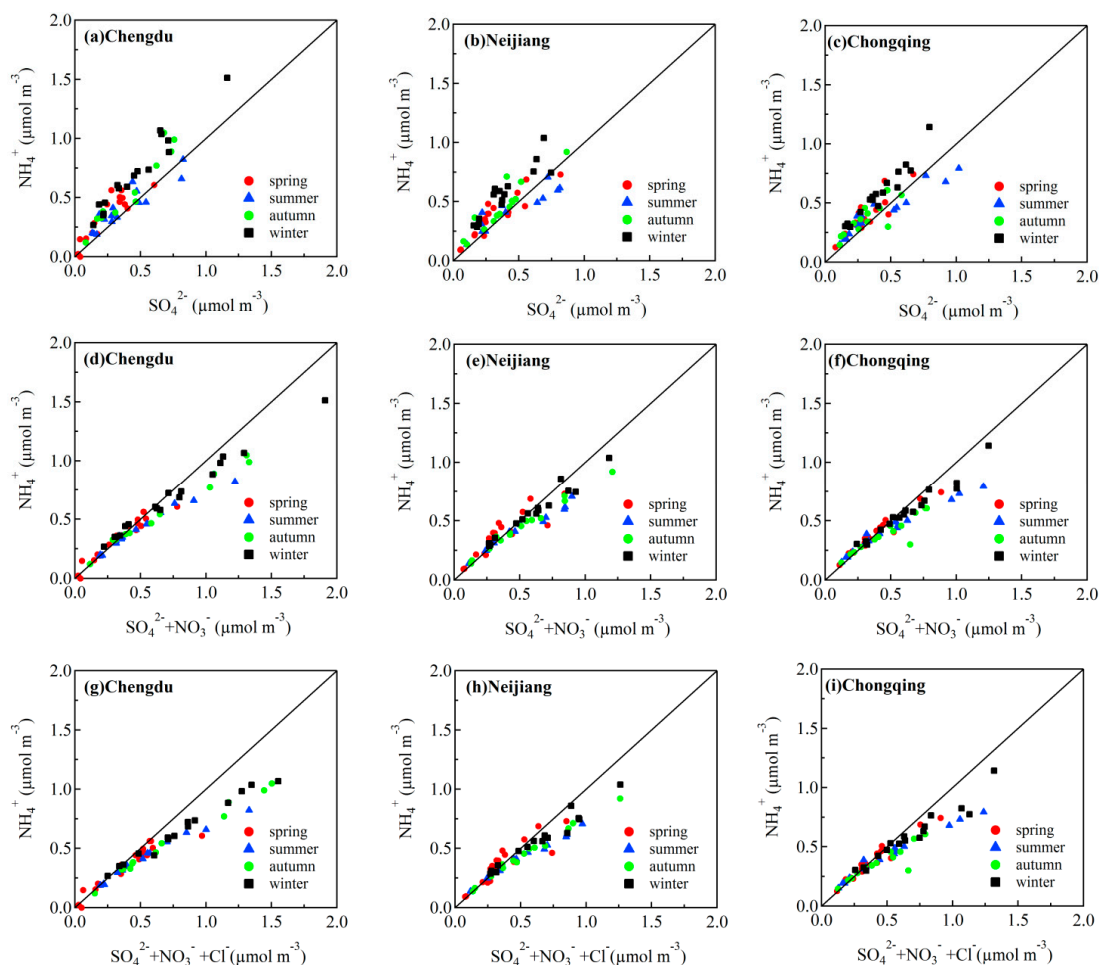 (a)Chengdu
NH₄⁺ (µmol m⁻³)
2.0
1.5
1.0
0.5
0.0
spring
summer
autumn
winter
0.0 0.5 1.0 1.5 2.0
SO₄²⁻ (µmol m⁻³)
(b)Neijiang
NH₄⁺ (µmol m⁻³)
2.0
1.5
1.0
0.5
0.0
spring
summer
autumn
winter
0.0 0.5 1.0 1.5 2.0
SO₄²⁻ (µmol m⁻³)
(c)Chongqing
NH₄⁺ (µmol m⁻³)
2.0
1.5
1.0
0.5
0.0
spring
summer
autumn
winter
0.0 0.5 1.0 1.5 2.0
SO₄²⁻ (µmol m⁻³)
(d)Chengdu
NH₄⁺ (µmol m⁻³)
2.0
1.5
1.0
0.5
0.0
spring
summer
autumn
winter
0.0 0.5 1.0 1.5 2.0
SO₄²⁻+NO₃⁻ (µmol m⁻³)
(e)Neijiang
NH₄⁺ (µmol m⁻³)
2.0
1.5
1.0
0.5
0.0
spring
summer
autumn
winter
0.0 0.5 1.0 1.5 2.0
SO₄²⁻+NO₃⁻ (µmol m⁻³)
(f)Chongqing
NH₄⁺ (µmol m⁻³)
2.0
1.5
1.0
0.5
0.0
spring
summer
autumn
winter
0.0 0.5 1.0 1.5 2.0
SO₄²⁻+NO₃⁻ (µmol m⁻³)
(g)Chengdu
NH₄⁺ (µmol m⁻³)
2.0
1.5
1.0
0.5
0.0
spring
summer
autumn
winter
0.0 0.5 1.0 1.5 2.0
SO₄²⁻+NO₃⁻+Cl⁻(µmol m⁻³)
(h)Neijiang
NH₄⁺ (µmol m⁻³)
2.0
1.5
1.0
0.5
0.0
spring
summer
autumn
winter
0.0 0.5 1.0 1.5 2.0
SO₄²⁻+NO₃⁻+Cl⁻(µmol m⁻³)
(i)Chongqing
NH₄⁺ (µmol m⁻³)
2.0
1.5
1.0
0.5
0.0
spring
summer
autumn
winter
0.0 0.5 1.0 1.5 2.0
SO₄²⁻+NO₃⁻+Cl⁻(µmol m⁻³)